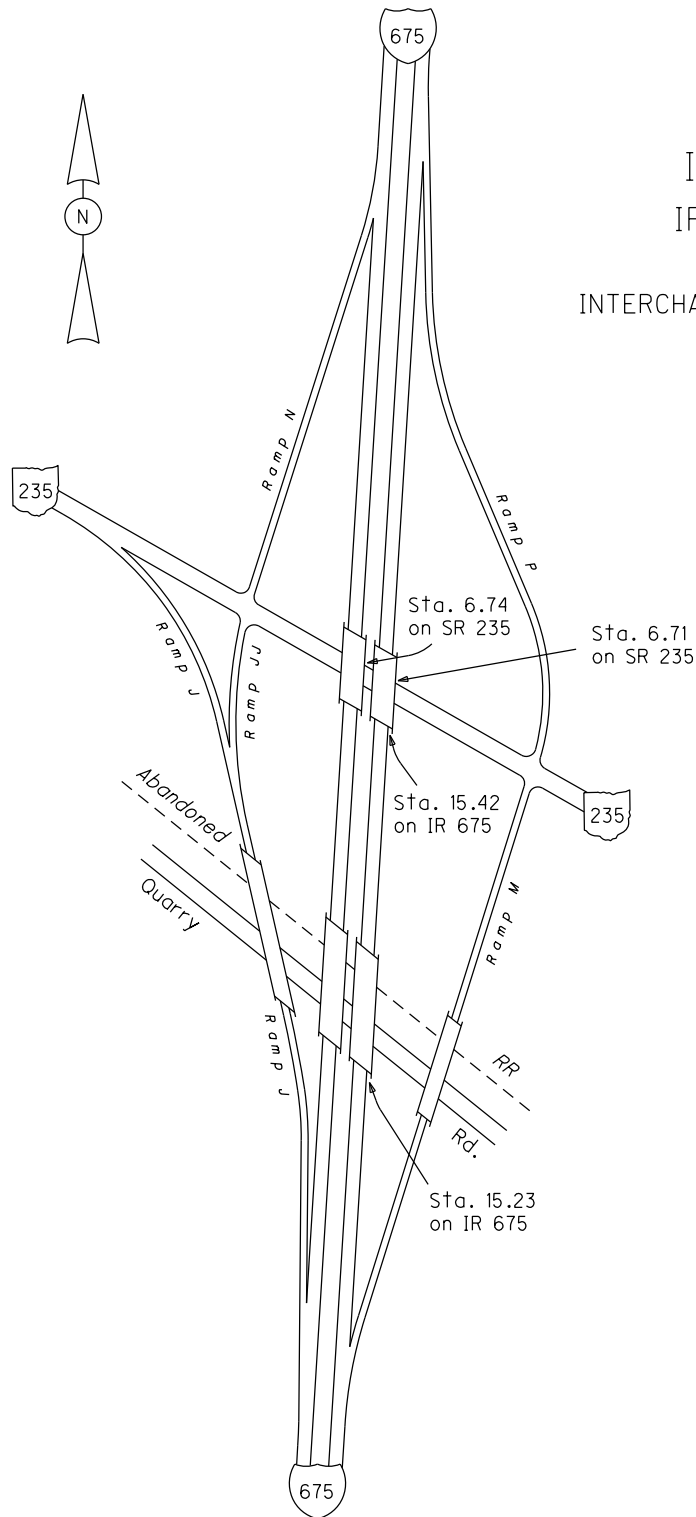 675
I
IF
N
INTERCHA
Ramp N
235
Ramp P
Sta. 6.74
on SR 235
Sta. 6.71
on SR 235
Ramp J
Ramp JJ
Abandoned
Sta. 15.42
on IR 675
235
Quarry
Ramp M
Ramp J
RR
Rd.
Sta. 15.23
on IR 675
675